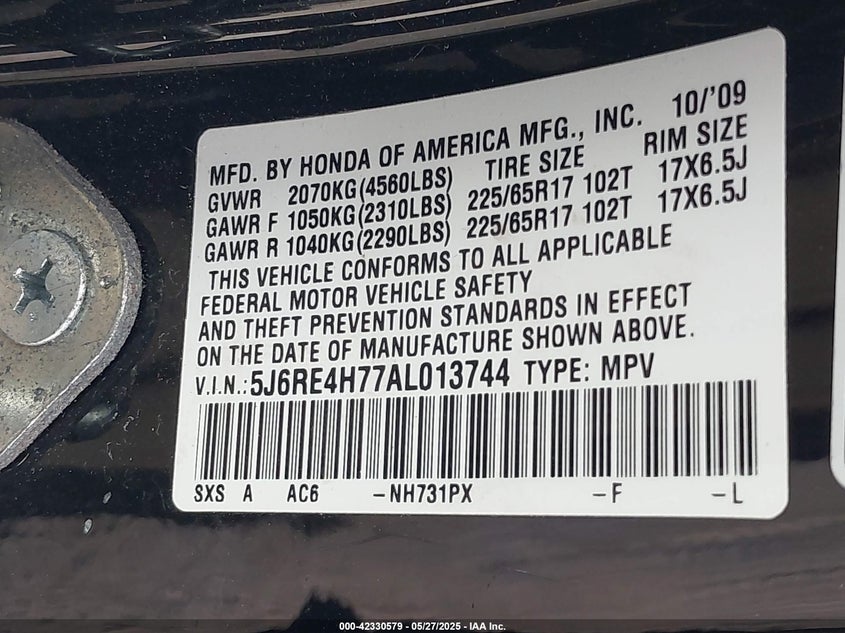 MFD. BY HONDA OF AMERICA MFG., INC. 10/'09
GVWR 2070KG(4560LBS) TIRE SIZE RIM SIZE
GAWR F 1050KG(2310LBS) 225/65R17 102T 17X6.5J
GAWR R 1040KG(2290LBS) 225/65R17 102T 17X6.5J
THIS VEHICLE CONFORMS TO ALL APPLICABLE
FEDERAL MOTOR VEHICLE SAFETY
AND THEFT PREVENTION STANDARDS IN EFFECT
ON THE DATE OF MANUFACTURE SHOWN ABOVE.
V.I.N.: 5J6RE4H77AL013744 TYPE: MPV
SXS A AC6 -NH731PX -F -L
000-42330579 - 05/27/2025 - IAA Inc.